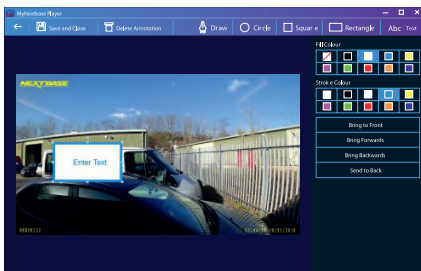 MyNextbase Player
Save and Close
Delete Annotation
Draw
Circle
Square
Rectangle
Abc Text
Fill Colour
Stroke Colour
Bring to Front
Bring Forwards
Bring Backwards
Send to Back
NEXTBASE
Enter Text